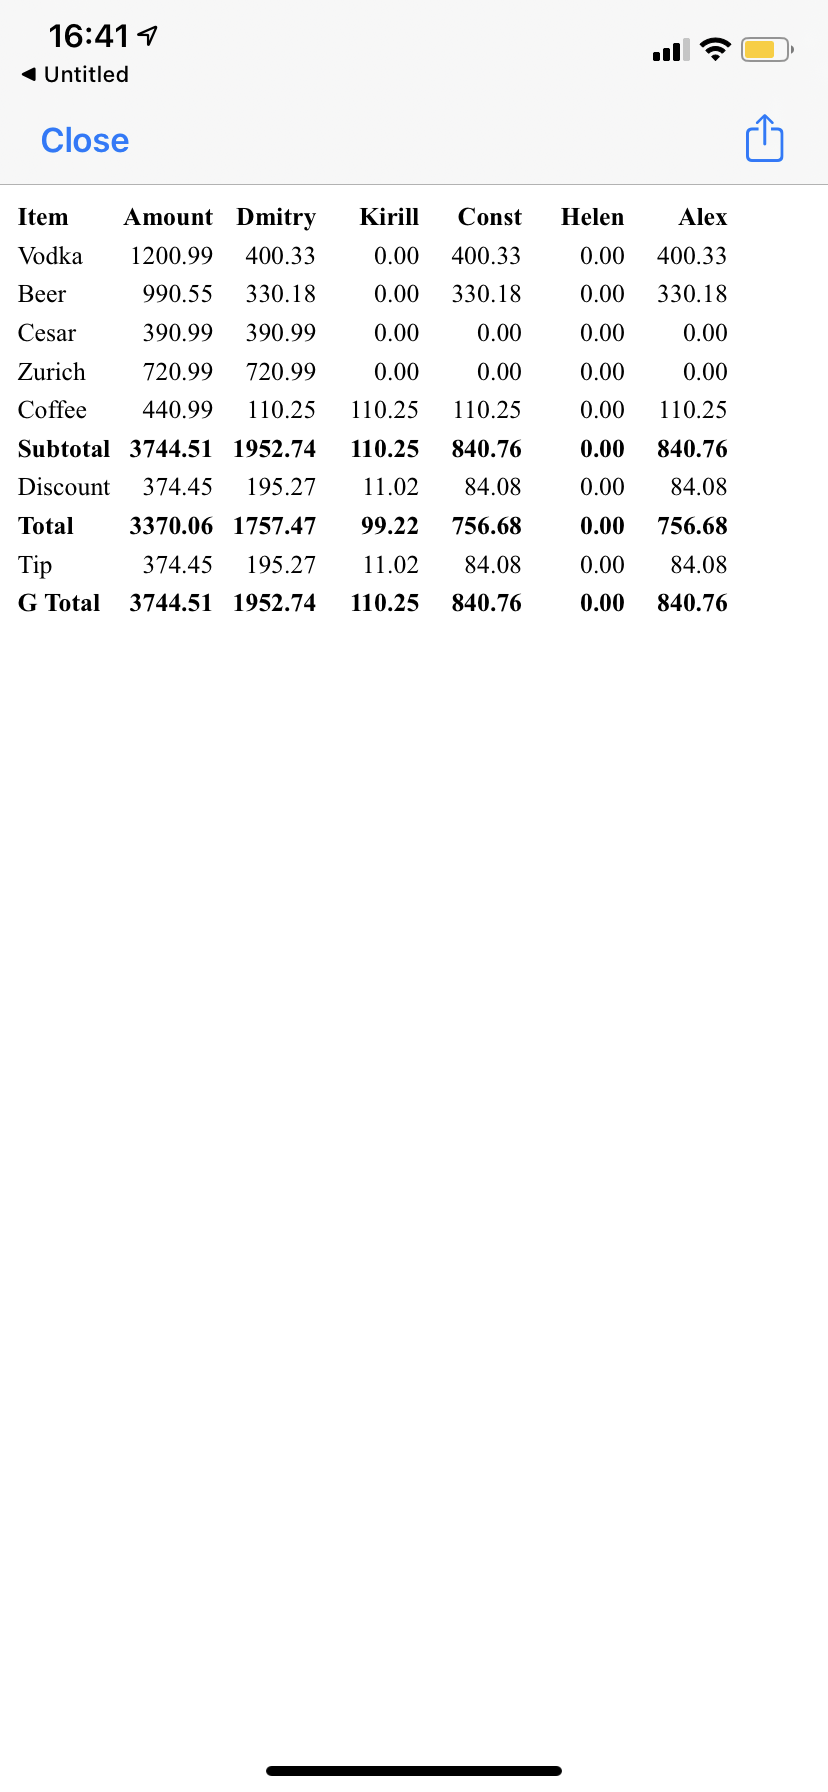 16:41
◀ Untitled
Close
Item Amount Dmitry Kirill Const Helen Alex
Vodka 1200.99 400.33 0.00 400.33 0.00 400.33
Beer 990.55 330.18 0.00 330.18 0.00 330.18
Cesar 390.99 390.99 0.00 0.00 0.00 0.00
Zurich 720.99 720.99 0.00 0.00 0.00 0.00
Coffee 440.99 110.25 110.25 110.25 0.00 110.25
Subtotal 3744.51 1952.74 110.25 840.76 0.00 840.76
Discount 374.45 195.27 11.02 84.08 0.00 84.08
Total 3370.06 1757.47 99.22 756.68 0.00 756.68
Tip 374.45 195.27 11.02 84.08 0.00 84.08
G Total 3744.51 1952.74 110.25 840.76 0.00 840.76